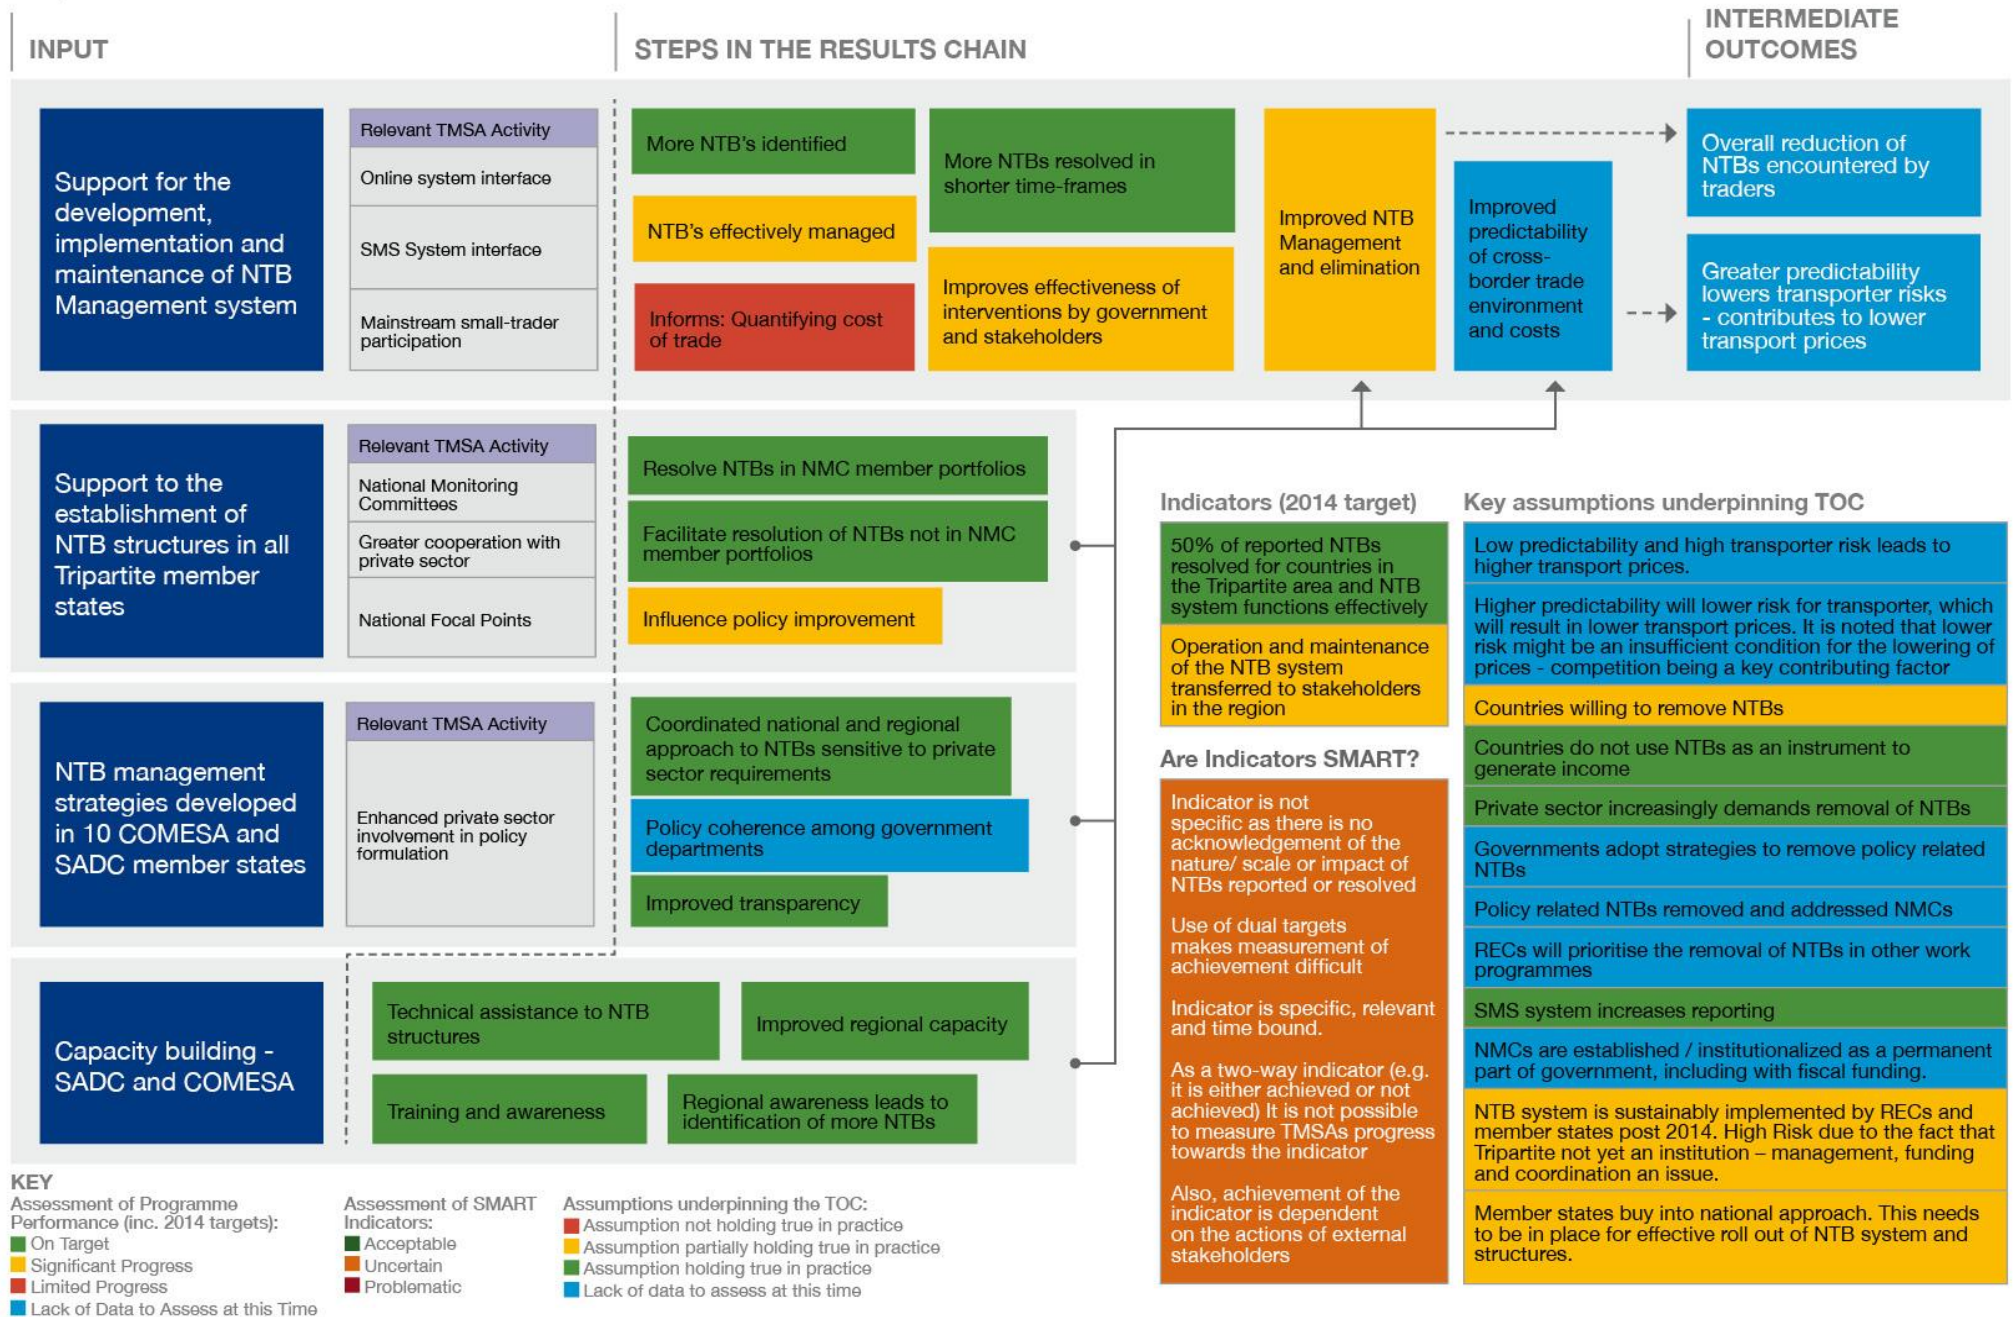 INPUT
STEPS IN THE RESULTS CHAIN
INTERMEDIATE
OUTCOMES
Support for the
development,
implementation and
maintenance of NTB
Management system
Relevant TMSA Activity
Online system interface
SMS System interface
Mainstream small-trader
participation
More NTB's identified
NTB's effectively managed
Informs: Quantifying cost
of trade
More NTBs resolved in
shorter time-frames
Improves effectiveness of
interventions by government
and stakeholders
Improved NTB
Management
and elimination
Improved
predictability
of cross-
border trade
environment
and costs
Overall reduction of
NTBs encountered by
traders
Greater predictability
lowers transporter risks
- contributes to lower
transport prices
Support to the
establishment of
NTB structures in all
Tripartite member
states
Relevant TMSA Activity
National Monitoring
Committees
Greater cooperation with
private sector
National Focal Points
Resolve NTBs in NMC member portfolios
Facilitate resolution of NTBs not in NMC
member portfolios
Influence policy improvement
NTB management
strategies developed
in 10 COMESA and
SADC member states
Relevant TMSA Activity
Enhanced private sector
involvement in policy
formulation
Coordinated national and regional
approach to NTBs sensitive to private
sector requirements
Policy coherence among government
departments
Improved transparency
Capacity building -
SADC and COMESA
Technical assistance to NTB
structures
Improved regional capacity
Training and awareness
Regional awareness leads to
identification of more NTBs
Indicators (2014 target)
50% of reported NTBs
resolved for countries in
the Tripartite area and NTB
system functions effectively
Operation and maintenance
of the NTB system
transferred to stakeholders
in the region
Are Indicators SMART?
Indicator is not
specific as there is no
acknowledgement of the
nature/ scale or impact of
NTBs reported or resolved
Use of dual targets
makes measurement of
achievement difficult
Indicator is specific, relevant
and time bound.
As a two-way indicator (e.g.
it is either achieved or not
achieved) It is not possible
to measure TMSAs progress
towards the indicator
Also, achievement of the
indicator is dependent
on the actions of external
stakeholders
Key assumptions underpinning TOC
Low predictability and high transporter risk leads to
higher transport prices.
Higher predictability will lower risk for transporter, which
will result in lower transport prices. It is noted that lower
risk might be an insufficient condition for the lowering of
prices - competition being a key contributing factor
Countries willing to remove NTBs
Countries do not use NTBs as an instrument to
generate income
Private sector increasingly demands removal of NTBs
Governments adopt strategies to remove policy related
NTBs
Policy related NTBs removed and addressed NMCs
RECs will prioritise the removal of NTBs in other work
programmes
SMS system increases reporting
NMCs are established / institutionalized as a permanent
part of government, including with fiscal funding.
NTB system is sustainably implemented by RECs and
member states post 2014. High Risk due to the fact that
Tripartite not yet an institution – management, funding
and coordination an issue.
Member states buy into national approach. This needs
to be in place for effective roll out of NTB system and
structures.
KEY
Assessment of Programme
Performance (inc. 2014 targets):
On Target
Significant Progress
Limited Progress
Lack of Data to Assess at this Time
Assessment of SMART
Indicators:
Acceptable
Uncertain
Problematic
Assumptions underpinning the TOC:
Assumption not holding true in practice
Assumption partially holding true in practice
Assumption holding true in practice
Lack of data to assess at this time